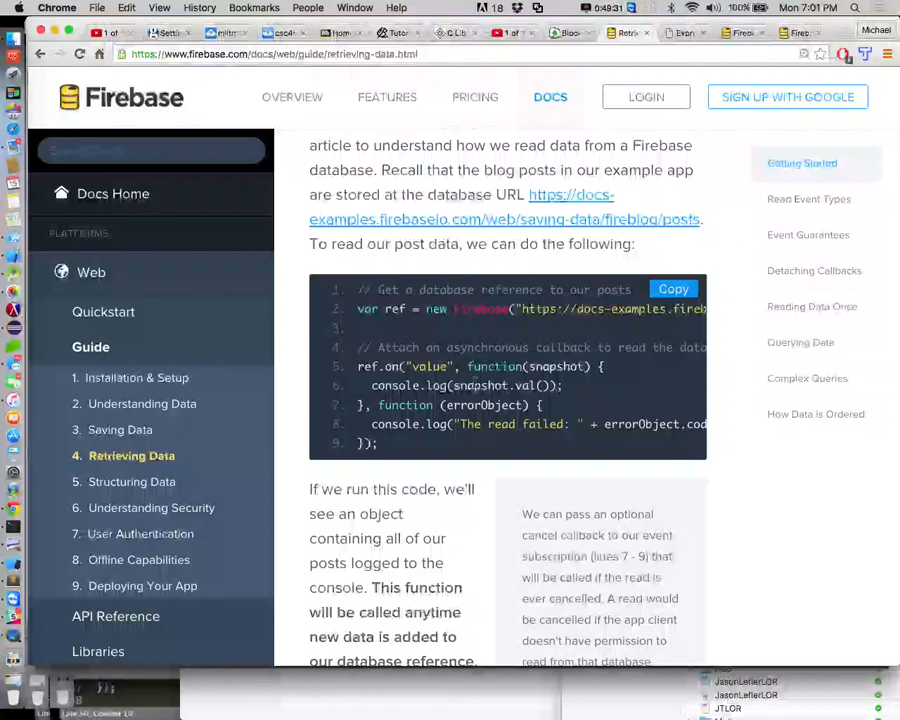 Chrome File Edit View History Bookmarks People Window Help
18 0:49:31 100% Mon 7:01 PM
Michael
https://www.firebase.com/docs/web/guide/retrieving-data.html
Firebase OVERVIEW FEATURES PRICING DOCS LOGIN SIGN UP WITH GOOGLE
Docs Home
PLATFORMS
Web
Quickstart
Guide
1. Installation & Setup
2. Understanding Data
3. Saving Data
4. Retrieving Data
5. Structuring Data
6. Understanding Security
7. User Authentication
8. Offline Capabilities
9. Deploying Your App
API Reference
Libraries
article to understand how we read data from a Firebase
database. Recall that the blog posts in our example app
are stored at the database URL https://docs-
examples.firebaseio.com/web/saving-data/fireblog/posts.
To read our post data, we can do the following:
Copy
1. // Get a database reference to our posts
2. var ref = new Firebase("https://docs-examples.fireb
3.
4. // Attach an asynchronous callback to read the data
5. ref.on("value", function(snapshot) {
6. console.log(snapshot.val());
7. }, function (errorObject) {
8. console.log("The read failed: " + errorObject.cod
9. });
If we run this code, we'll
see an object
containing all of our
posts logged to the
console. This function
will be called anytime
new data is added to
our database reference,
We can pass an optional
cancel callback to our event
subscription (lines 7 - 9) that
will be called if the read is
ever cancelled. A read would
be cancelled if the app client
doesn't have permission to
read from that database
Getting Started
Read Event Types
Event Guarantees
Detaching Callbacks
Reading Data Once
Querying Data
Complex Queries
How Data is Ordered
JasonLeflerLOR
JasonLeflerLOR
JTLOR